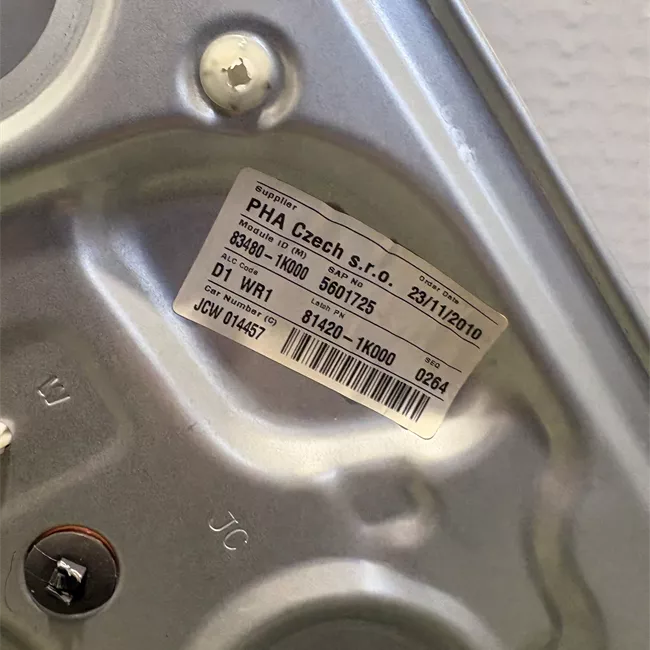 Supplier
PHA Czech s.r.o.
Order Date
23/11/2010
Module ID (M)
83480-1K000
SAP No
5601725
ALC Code
D1 WR1
Latch PN
81420-1K000
SEQ
0264
Car Number (C)
JCW 014457
W
JC